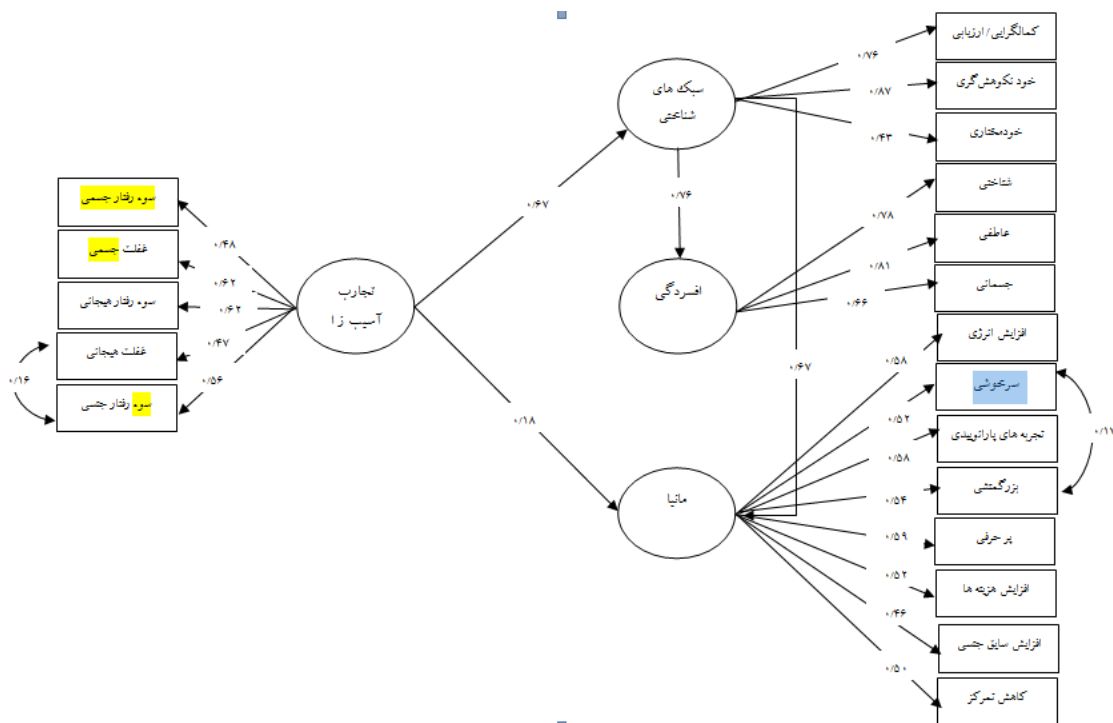 کمالگرایی/ ارزیابی
۰/۷۶
سبک های
شناختی
خود نکوهش‌گری
۰/۸۷
خودمختاری
۰/۴۳
شناختی
۰/۷۸
۰/۷۶
۰/۶۷
سوء رفتار جسمی
۰/۴۸
غفلت جسمی
۰/۶۲
سوء رفتار هیجانی
۰/۶۲
غفلت هیجانی
۰/۴۷
سوء رفتار جنسی
۰/۵۶
۰/۱۶
تجارب
آسیب ز ا
عاطفی
۰/۸۱
افسردگی
جسمانی
۰/۶۶
افزایش انرژی
۰/۵۸
۰/۶۷
سرخوشی
۰/۵۲
۰/۱۸
تجربه های پارانوییدی
۰/۵۸
بزرگمنشی
۰/۵۴
مانیا
پر حرفی
۰/۵۹
افزایش هزینه ها
۰/۵۲
افزایش سایق جنسی
۰/۴۶
کاهش تمرکز
۰/۵۰